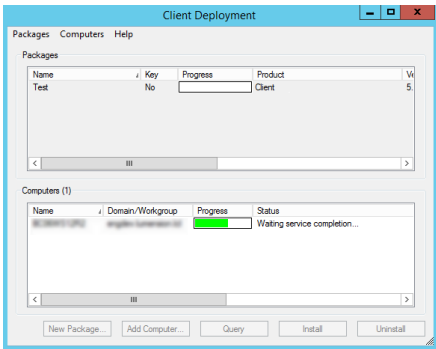 Client Deployment
Packages Computers Help
Packages
Name Key Progress Product Ve
Test No Client 5.
Computers (1)
Name Domain/Workgroup Progress Status
Waiting service completion...
New Package... Add Computer... Query Install Uninstall